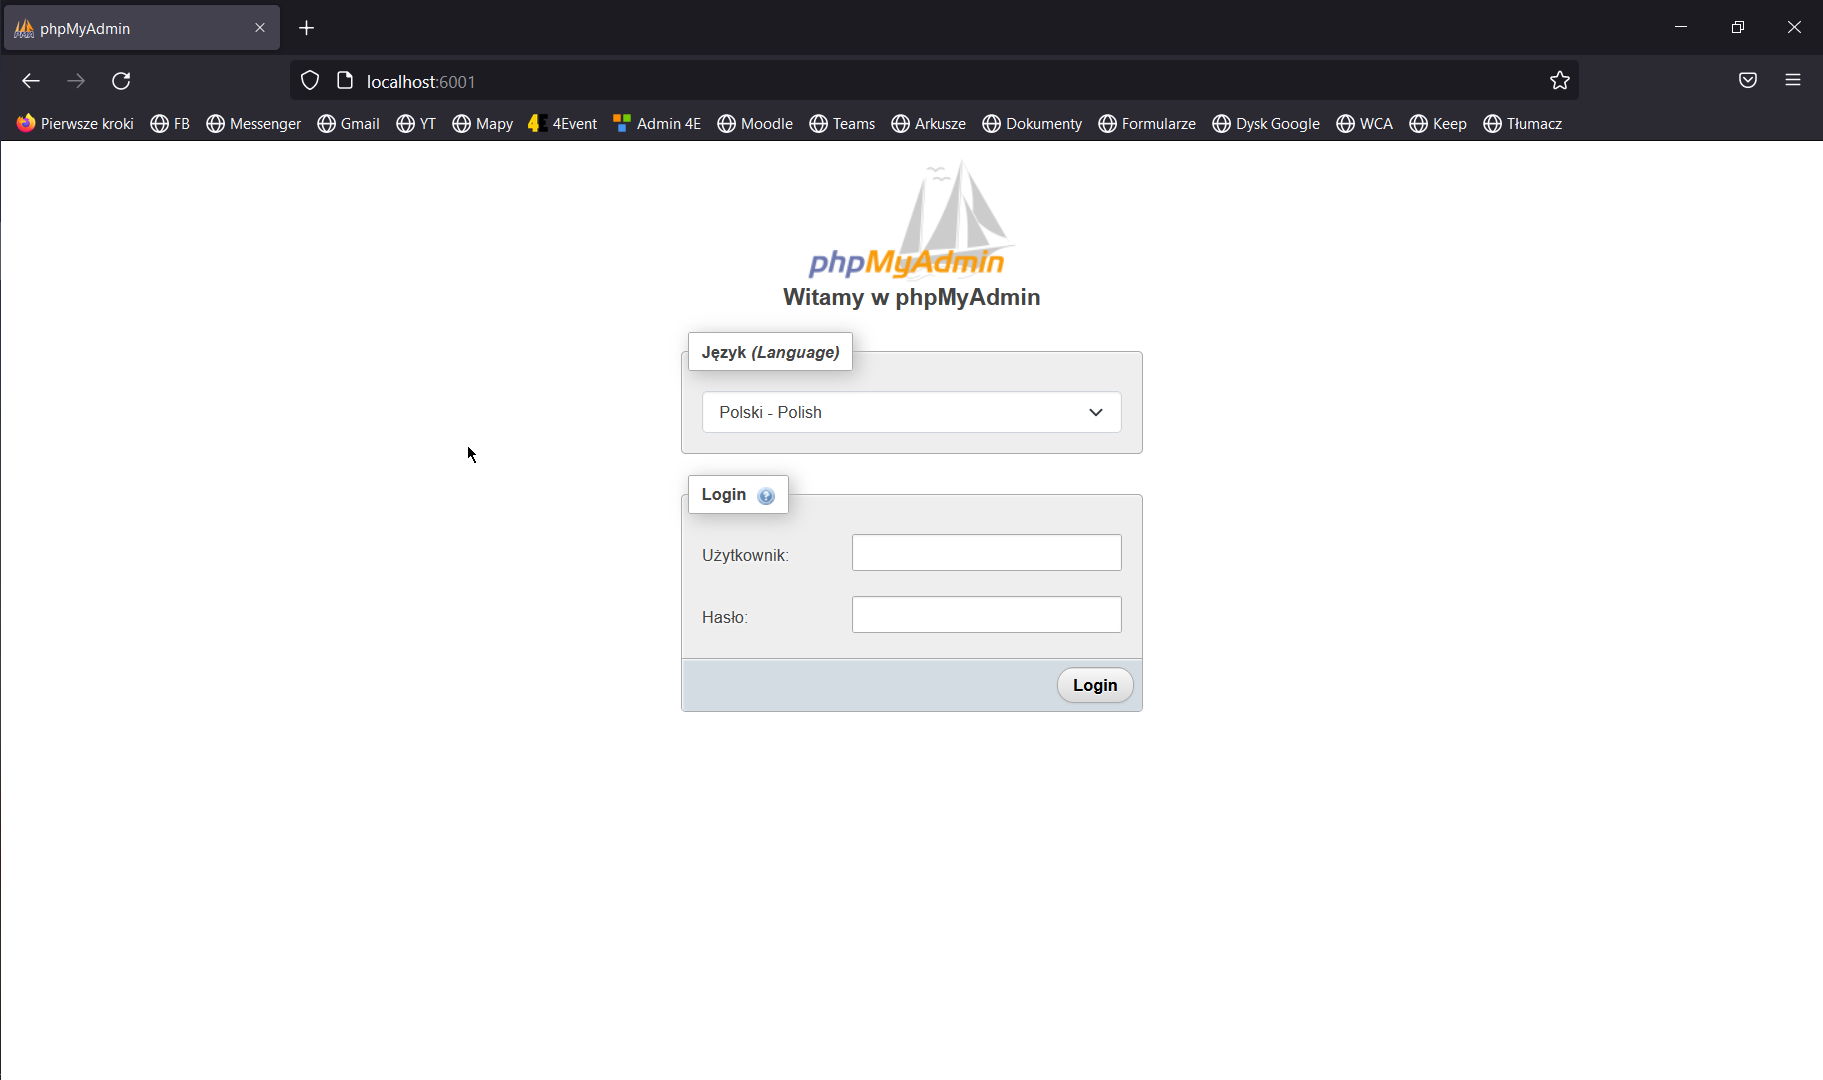 phpMyAdmin
localhost:6001
Pierwsze kroki FB Messenger Gmail YT Mapy 4Event Admin 4E Moodle Teams Arkusze Dokumenty Formularze Dysk Google WCA Keep Tłumacz
phpMyAdmin
Witamy w phpMyAdmin
Język (Language)
Polski - Polish
Login
Użytkownik:
Hasło:
Login